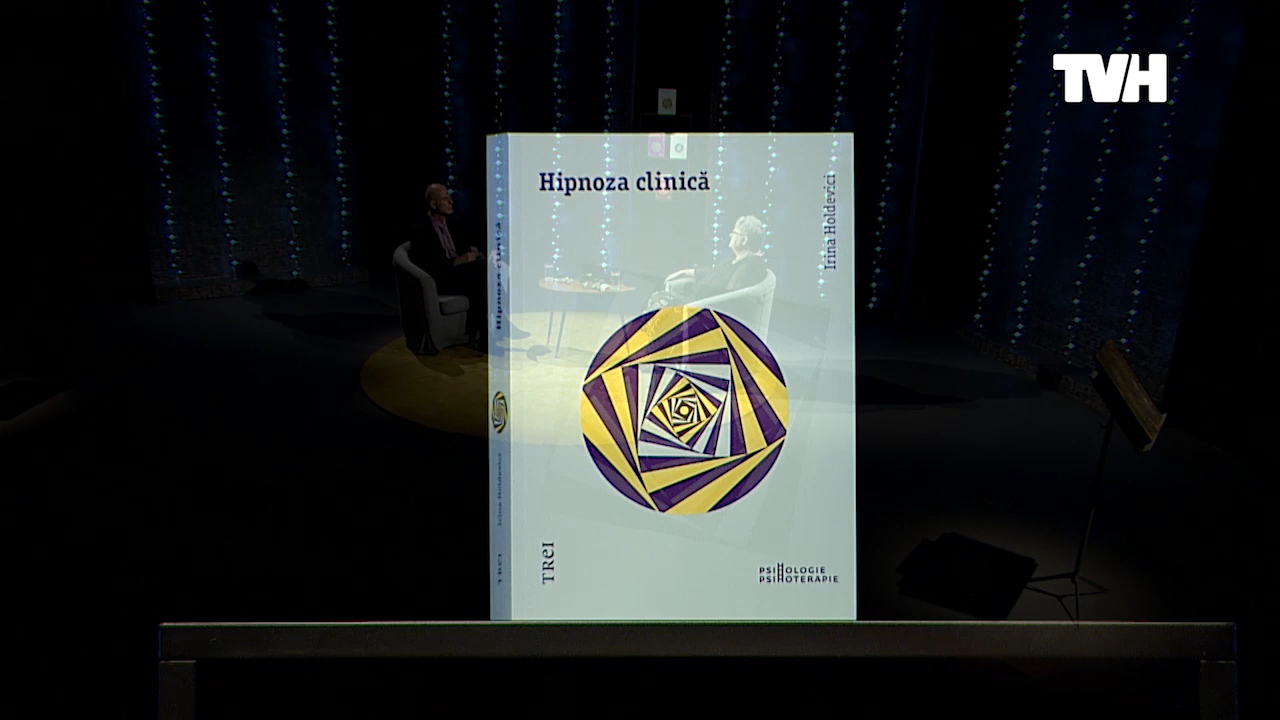 TVH
Hipnoza clinică
Irina Holdevici
Hipnoza clinică
Irina Holdevici
TREI
TREI
PSIHOLOGIE
PSIHOTERAPIE